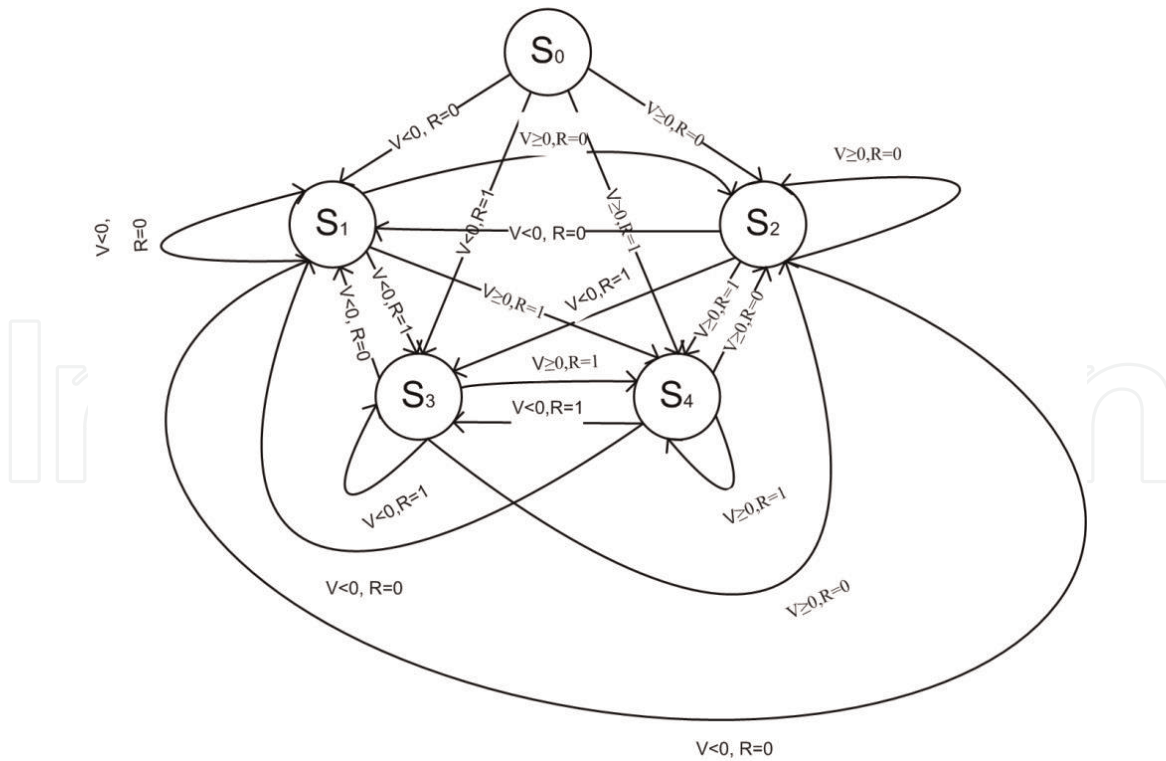 S0
V<0, R=0
V≥0,R=0
V≥0,R=0
V≥0,R=0
V<0,R=1
V≥0,R=1
V<0,
R=0
S1
S2
V<0, R=0
V<0,R=1
V≥0,R=1
V<0,R=1
V<0, R=0
V≥0,R=1
V≥0,R=0
V≥0,R=1
S3
S4
V<0,R=1
V<0,R=1
V≥0,R=1
V<0, R=0
V≥0,R=0
V<0, R=0